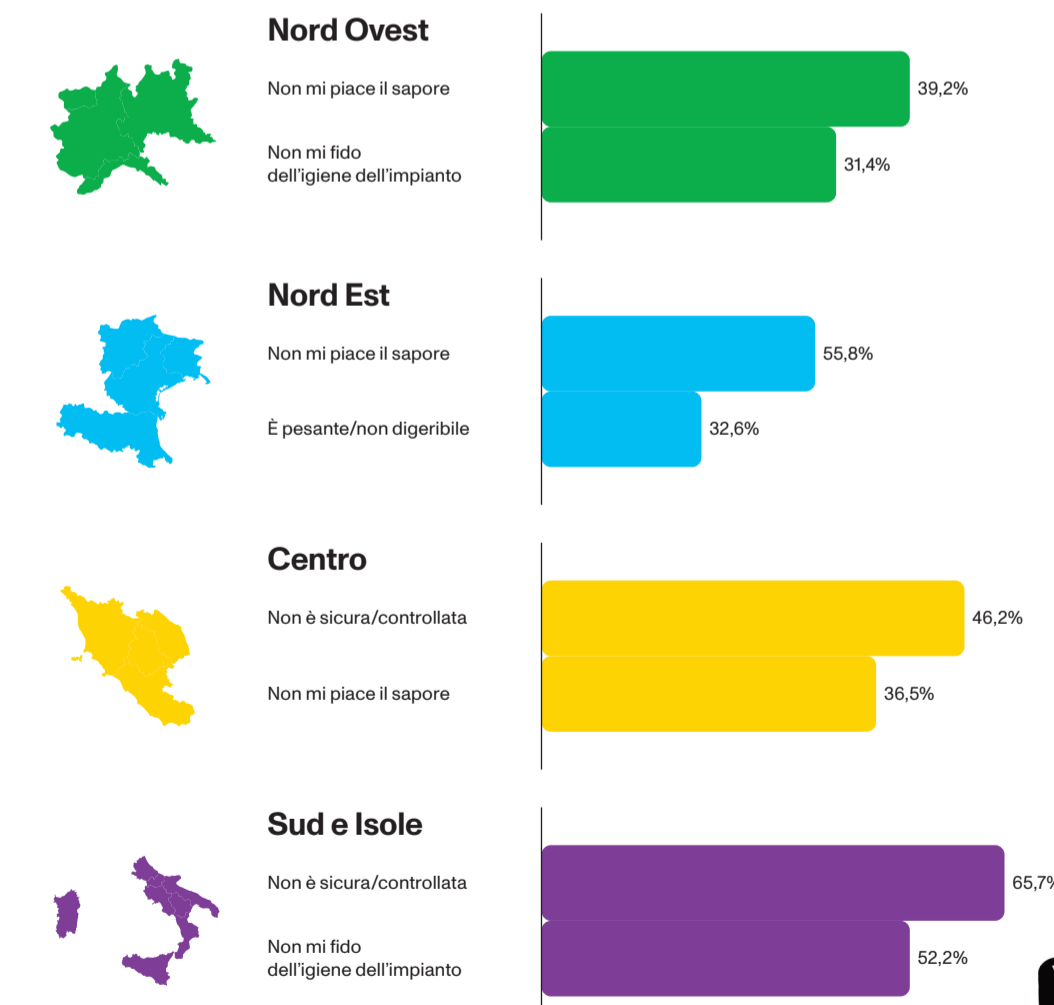 Nord Ovest
Non mi piace il sapore
39,2%
Non mi fido
dell'igiene dell'impianto
31,4%
Nord Est
Non mi piace il sapore
55,8%
È pesante/non digeribile
32,6%
Centro
Non è sicura/controllata
46,2%
Non mi piace il sapore
36,5%
Sud e Isole
Non è sicura/controllata
65,7%
Non mi fido
dell'igiene dell'impianto
52,2%